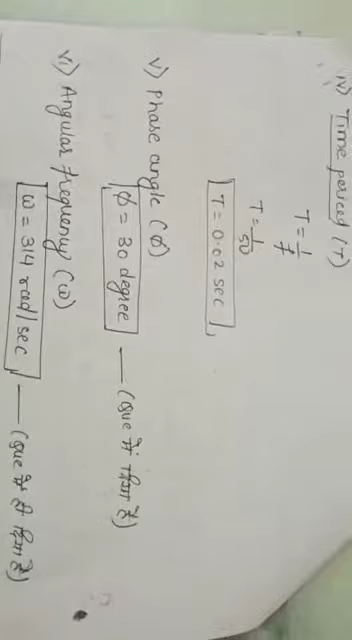 iv) Time period (T)
T = 1/f
T = 1/50
T = 0.02 sec
v) Phase angle (ϕ)
ϕ = 30 degree — (Que में
vi) Angular frequency (ω)
ω = 314 rad/sec — (Que में